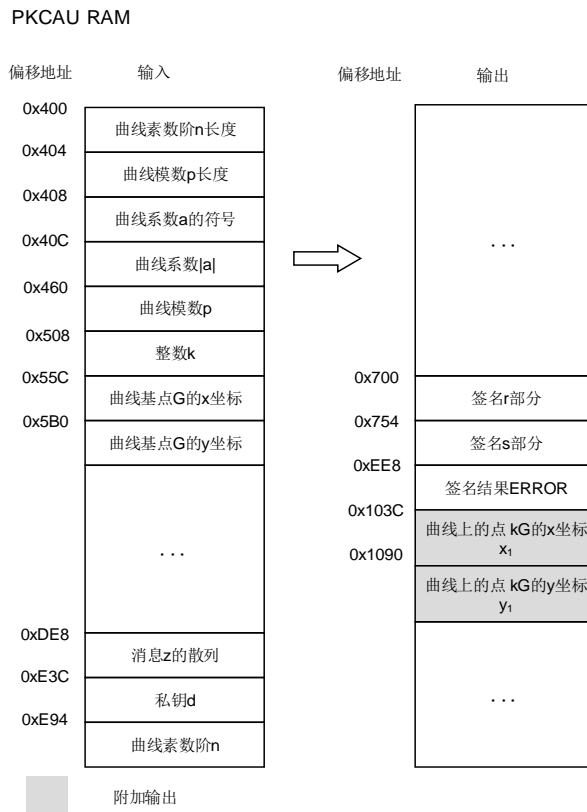 PKCAU RAM
偏移地址
输入
0x400
曲线素数阶n长度
0x404
曲线模数p长度
0x408
曲线系数a的符号
0x40C
曲线系数|a|
0x460
曲线模数p
0x508
整数k
0x55C
曲线基点G的x坐标
0x5B0
曲线基点G的y坐标
...
0xDE8
消息z的散列
0xE3C
私钥d
0xE94
曲线素数阶n
偏移地址
输出
...
0x700
签名r部分
0x754
签名s部分
0xEE8
签名结果ERROR
0x103C
曲线上的点 kG的x坐标
x₁
0x1090
曲线上的点 kG的y坐标
y₁
...
附加输出